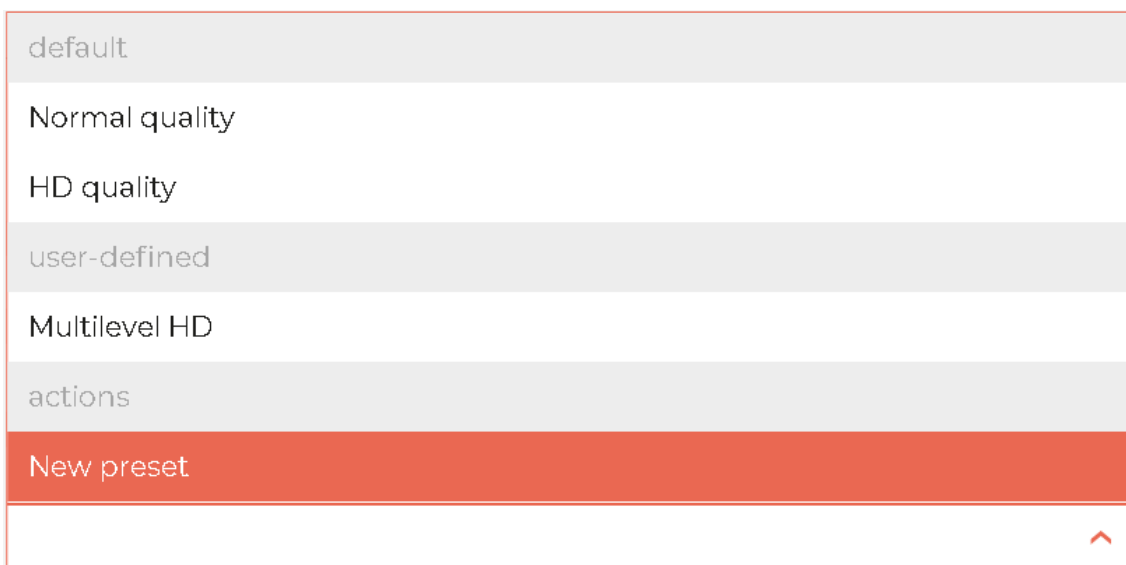 default
Normal quality
HD quality
user-defined
Multilevel HD
actions
New preset